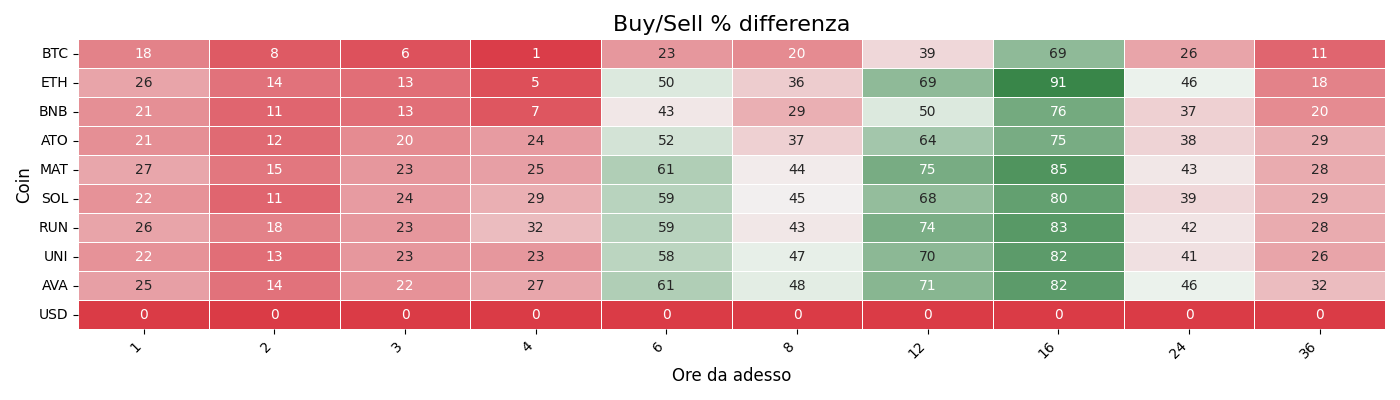 Buy/Sell % differenza
Coin
BTC 18 8 6 1 23 20 39 69 26 11
ETH 26 14 13 5 50 36 69 91 46 18
BNB 21 11 13 7 43 29 50 76 37 20
ATO 21 12 20 24 52 37 64 75 38 29
MAT 27 15 23 25 61 44 75 85 43 28
SOL 22 11 24 29 59 45 68 80 39 29
RUN 26 18 23 32 59 43 74 83 42 28
UNI 22 13 23 23 58 47 70 82 41 26
AVA 25 14 22 27 61 48 71 82 46 32
USD 0 0 0 0 0 0 0 0 0 0
1 2 3 4 6 8 12 16 24 36
Ore da adesso